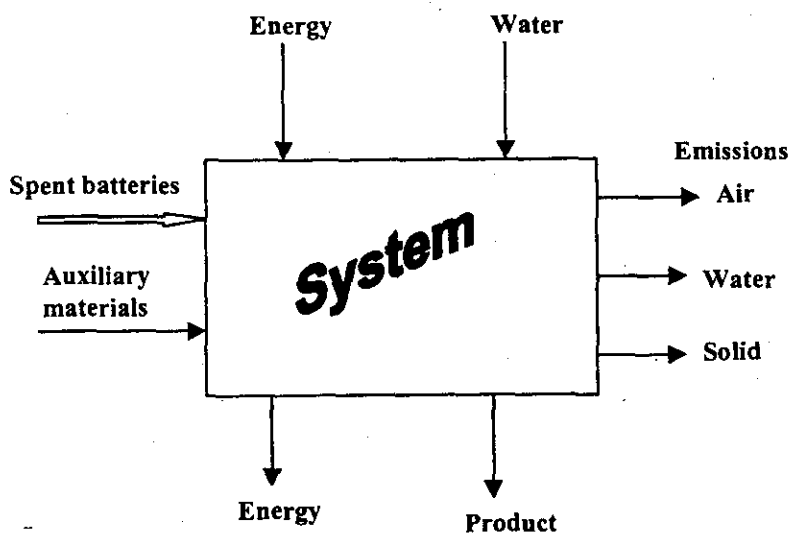 Energy
Water
Emissions
Spent batteries
Air
System
Auxiliary
materials
Water
Solid
Energy
Product